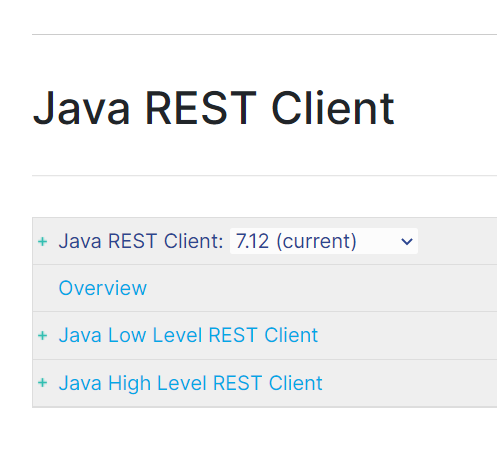 Java REST Client
+ Java REST Client: 7.12 (current)
Overview
+ Java Low Level REST Client
+ Java High Level REST Client